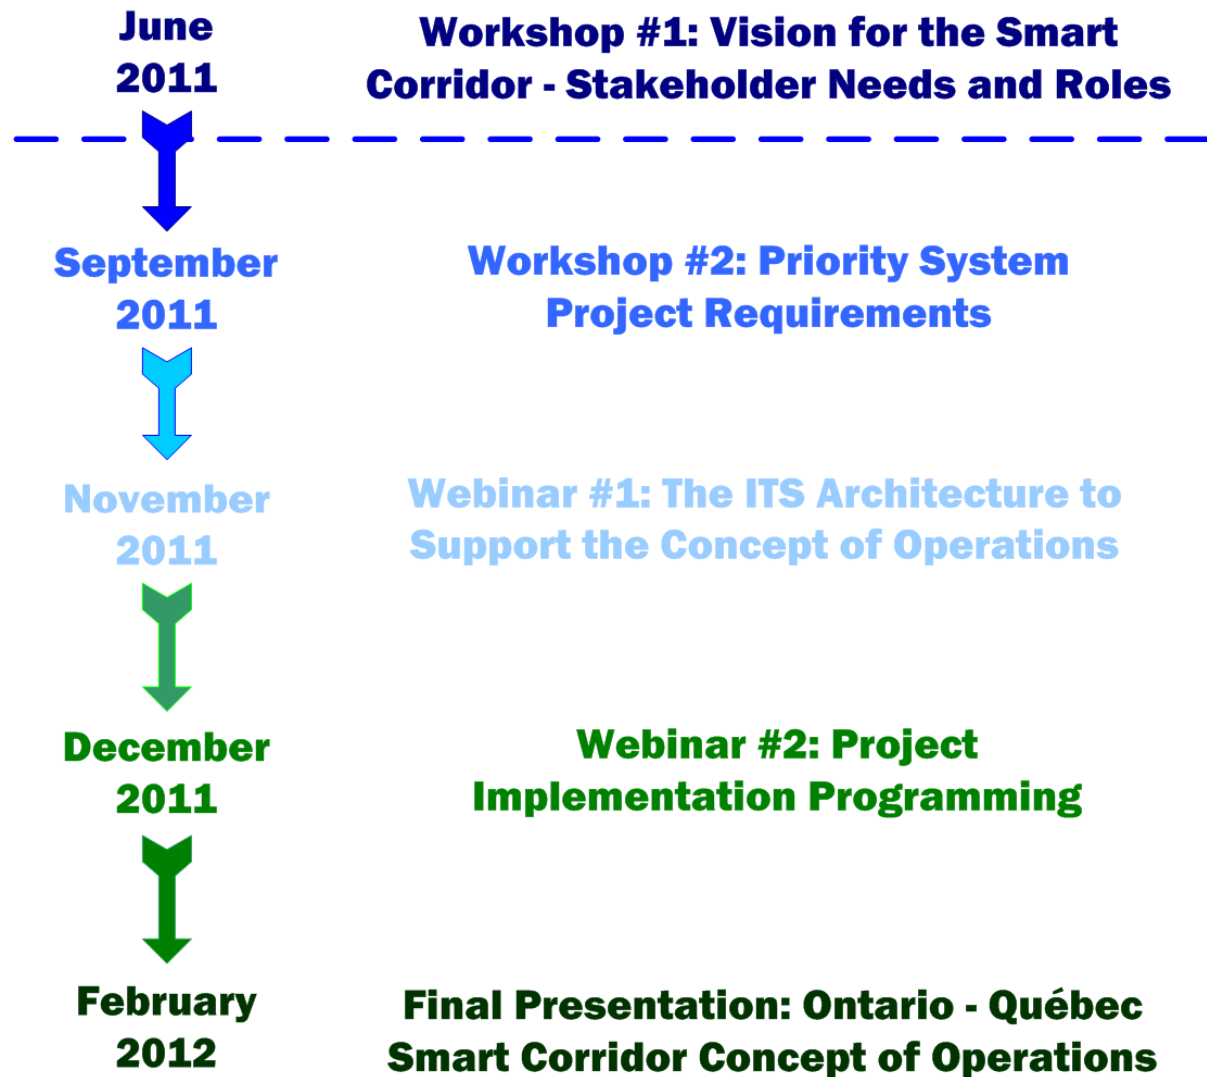 June
2011
Workshop #1: Vision for the Smart
Corridor - Stakeholder Needs and Roles
September
2011
Workshop #2: Priority System
Project Requirements
November
2011
Webinar #1: The ITS Architecture to
Support the Concept of Operations
December
2011
Webinar #2: Project
Implementation Programming
February
2012
Final Presentation: Ontario - Québec
Smart Corridor Concept of Operations